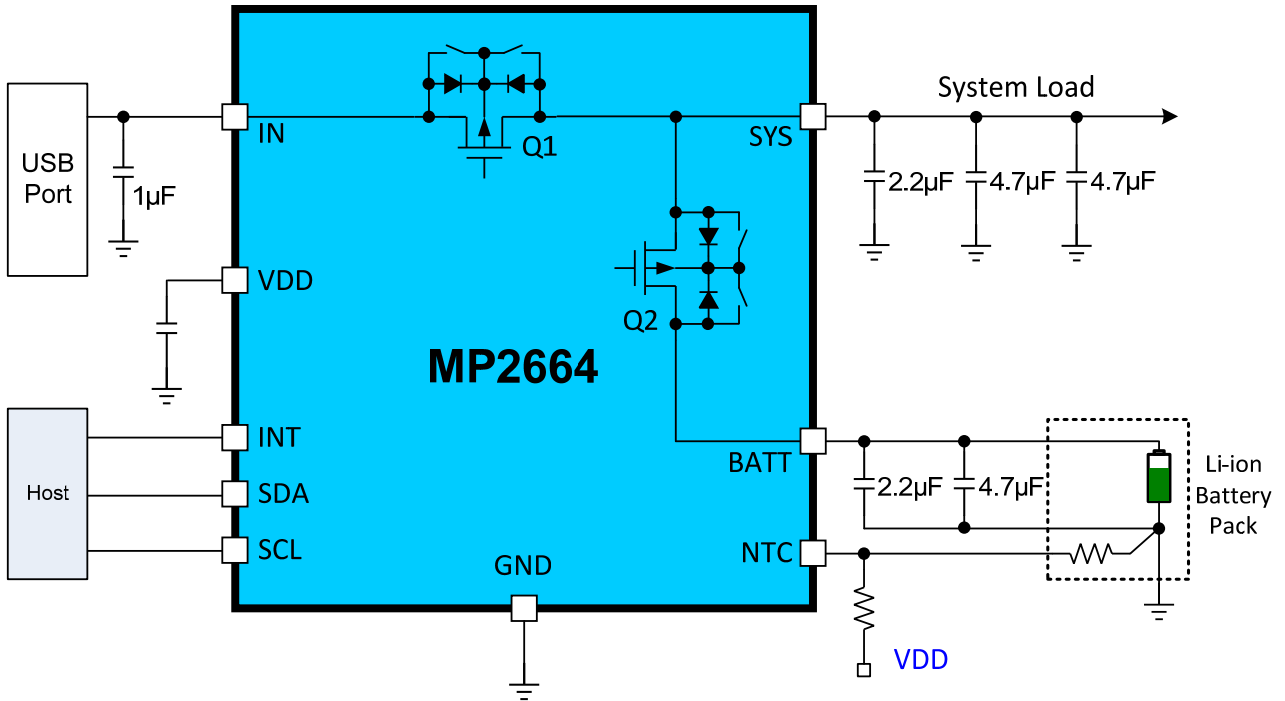 System Load
USB
Port
1µF
IN
Q1
SYS
2.2µF
4.7µF
4.7µF
VDD
Q2
MP2664
Host
INT
SDA
SCL
GND
BATT
NTC
2.2µF
4.7µF
Li-ion
Battery
Pack
VDD